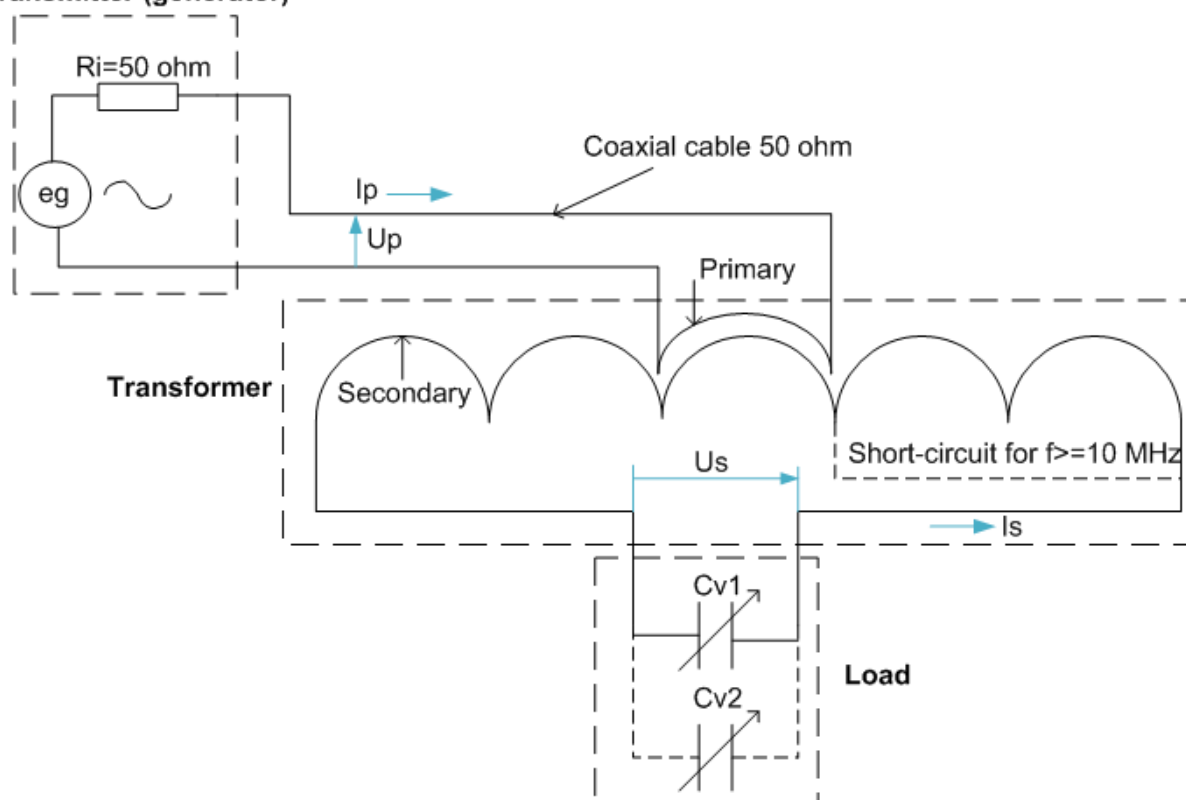 (generator)
Ri=50 ohm
Coaxial cable 50 ohm
eg
Ip
Up
Primary
Transformer
Secondary
Short-circuit for f>=10 MHz
Us
Is
Cv1
Load
Cv2